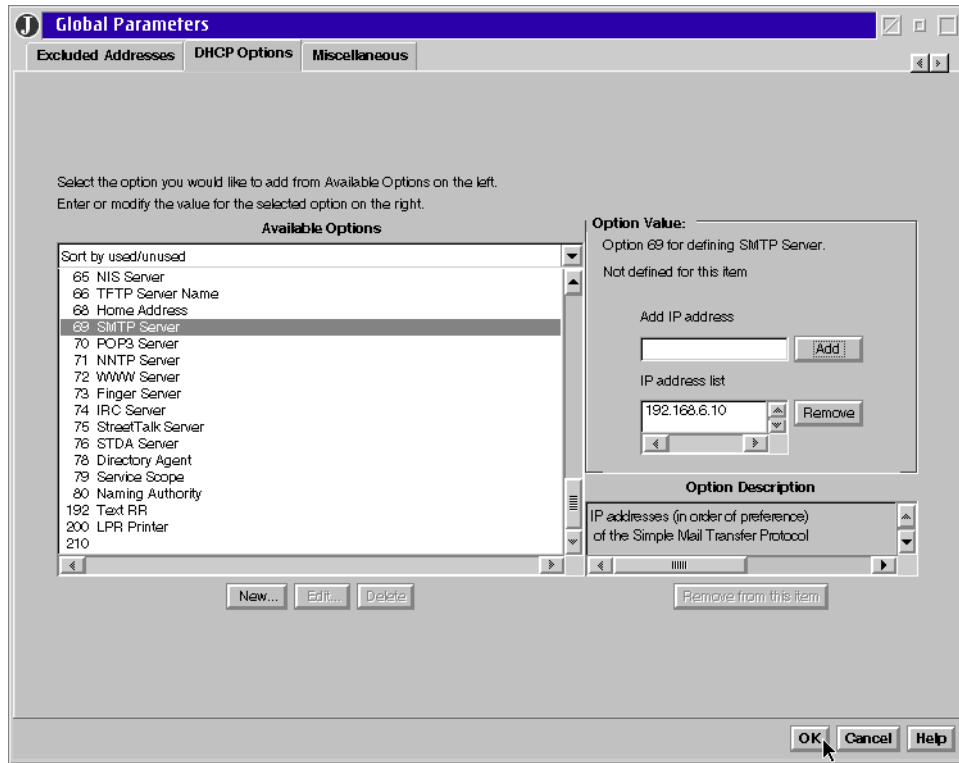 J Global Parameters
Excluded Addresses DHCP Options Miscellaneous
Select the option you would like to add from Available Options on the left.
Enter or modify the value for the selected option on the right.
Available Options
Sort by used/unused
65 NIS Server
66 TFTP Server Name
68 Home Address
69 SMTP Server
70 POP3 Server
71 NNTP Server
72 WWW Server
73 Finger Server
74 IRC Server
75 StreetTalk Server
76 STDA Server
78 Directory Agent
79 Service Scope
80 Naming Authority
192 Text RR
200 LPR Printer
210
New... Edit... Delete
Option Value:
Option 69 for defining SMTP Server.
Not defined for this item
Add IP address
Add
IP address list
192.168.6.10
Remove
Option Description
IP addresses (in order of preference)
of the Simple Mail Transfer Protocol
Remove from this item
OK Cancel Help